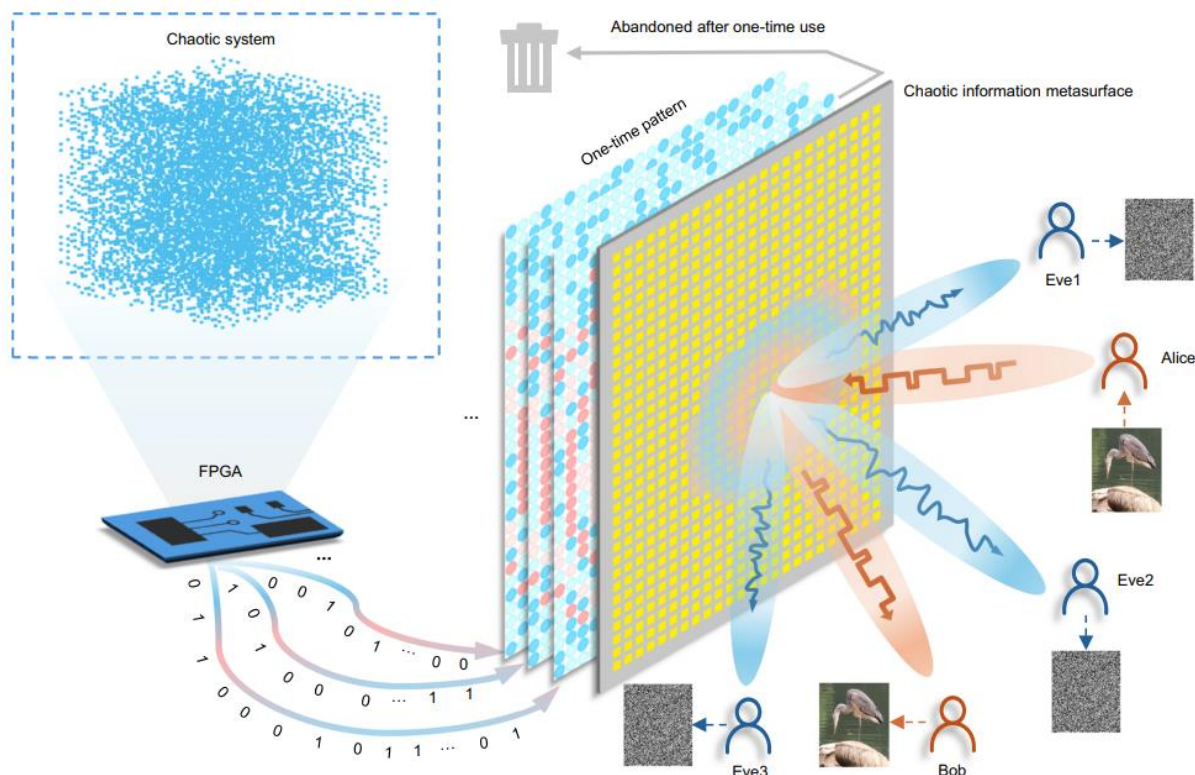 Chaotic system
Abandoned after one-time use
Chaotic information metasurface
One-time pattern
Eve1
Alice
...
FPGA
...
Eve2
0 1 0 0 1 0 1 ... 0 0
1 0 1 0 0 0 ... 1 1
1 0 0 0 1 0 1 1 ... 0 1
Eve3
Bob